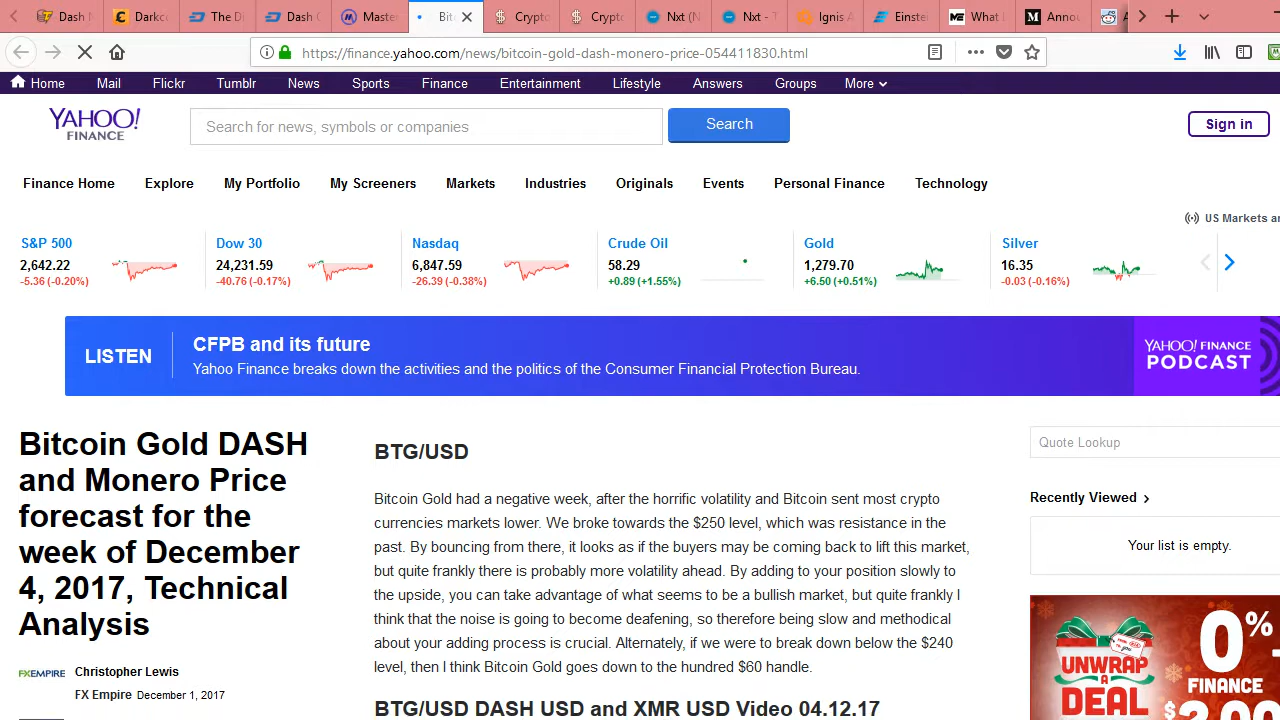 Dash N
Darkc
The Di
Dash C
Master
Bit
Crypto
Crypto
Nxt (N
Nxt - T
Ignis A
Einstei
What I
Annou
https://finance.yahoo.com/news/bitcoin-gold-dash-monero-price-054411830.html
Home Mail Flickr Tumblr News Sports Finance Entertainment Lifestyle Answers Groups More
YAHOO!
FINANCE
Search for news, symbols or companies
Search
Sign in
Finance Home Explore My Portfolio My Screeners Markets Industries Originals Events Personal Finance Technology
US Markets a
S&P 500
2,642.22
-5.36 (-0.20%)
Dow 30
24,231.59
-40.76 (-0.17%)
Nasdaq
6,847.59
-26.39 (-0.38%)
Crude Oil
58.29
+0.89 (+1.55%)
Gold
1,279.70
+6.50 (+0.51%)
Silver
16.35
-0.03 (-0.16%)
LISTEN
CFPB and its future
Yahoo Finance breaks down the activities and the politics of the Consumer Financial Protection Bureau.
YAHOO! FINANCE
PODCAST
Bitcoin Gold DASH
and Monero Price
forecast for the
week of December
4, 2017, Technical
Analysis
FXEMPIRE
Christopher Lewis
FX Empire December 1, 2017
BTG/USD
Bitcoin Gold had a negative week, after the horrific volatility and Bitcoin sent most crypto
currencies markets lower. We broke towards the $250 level, which was resistance in the
past. By bouncing from there, it looks as if the buyers may be coming back to lift this market,
but quite frankly there is probably more volatility ahead. By adding to your position slowly to
the upside, you can take advantage of what seems to be a bullish market, but quite frankly I
think that the noise is going to become deafening, so therefore being slow and methodical
about your adding process is crucial. Alternately, if we were to break down below the $240
level, then I think Bitcoin Gold goes down to the hundred $60 handle.
BTG/USD DASH USD and XMR USD Video 04.12.17
Quote Lookup
Recently Viewed
Your list is empty.
UNWRAP
A
DEAL
0%
FINANCE